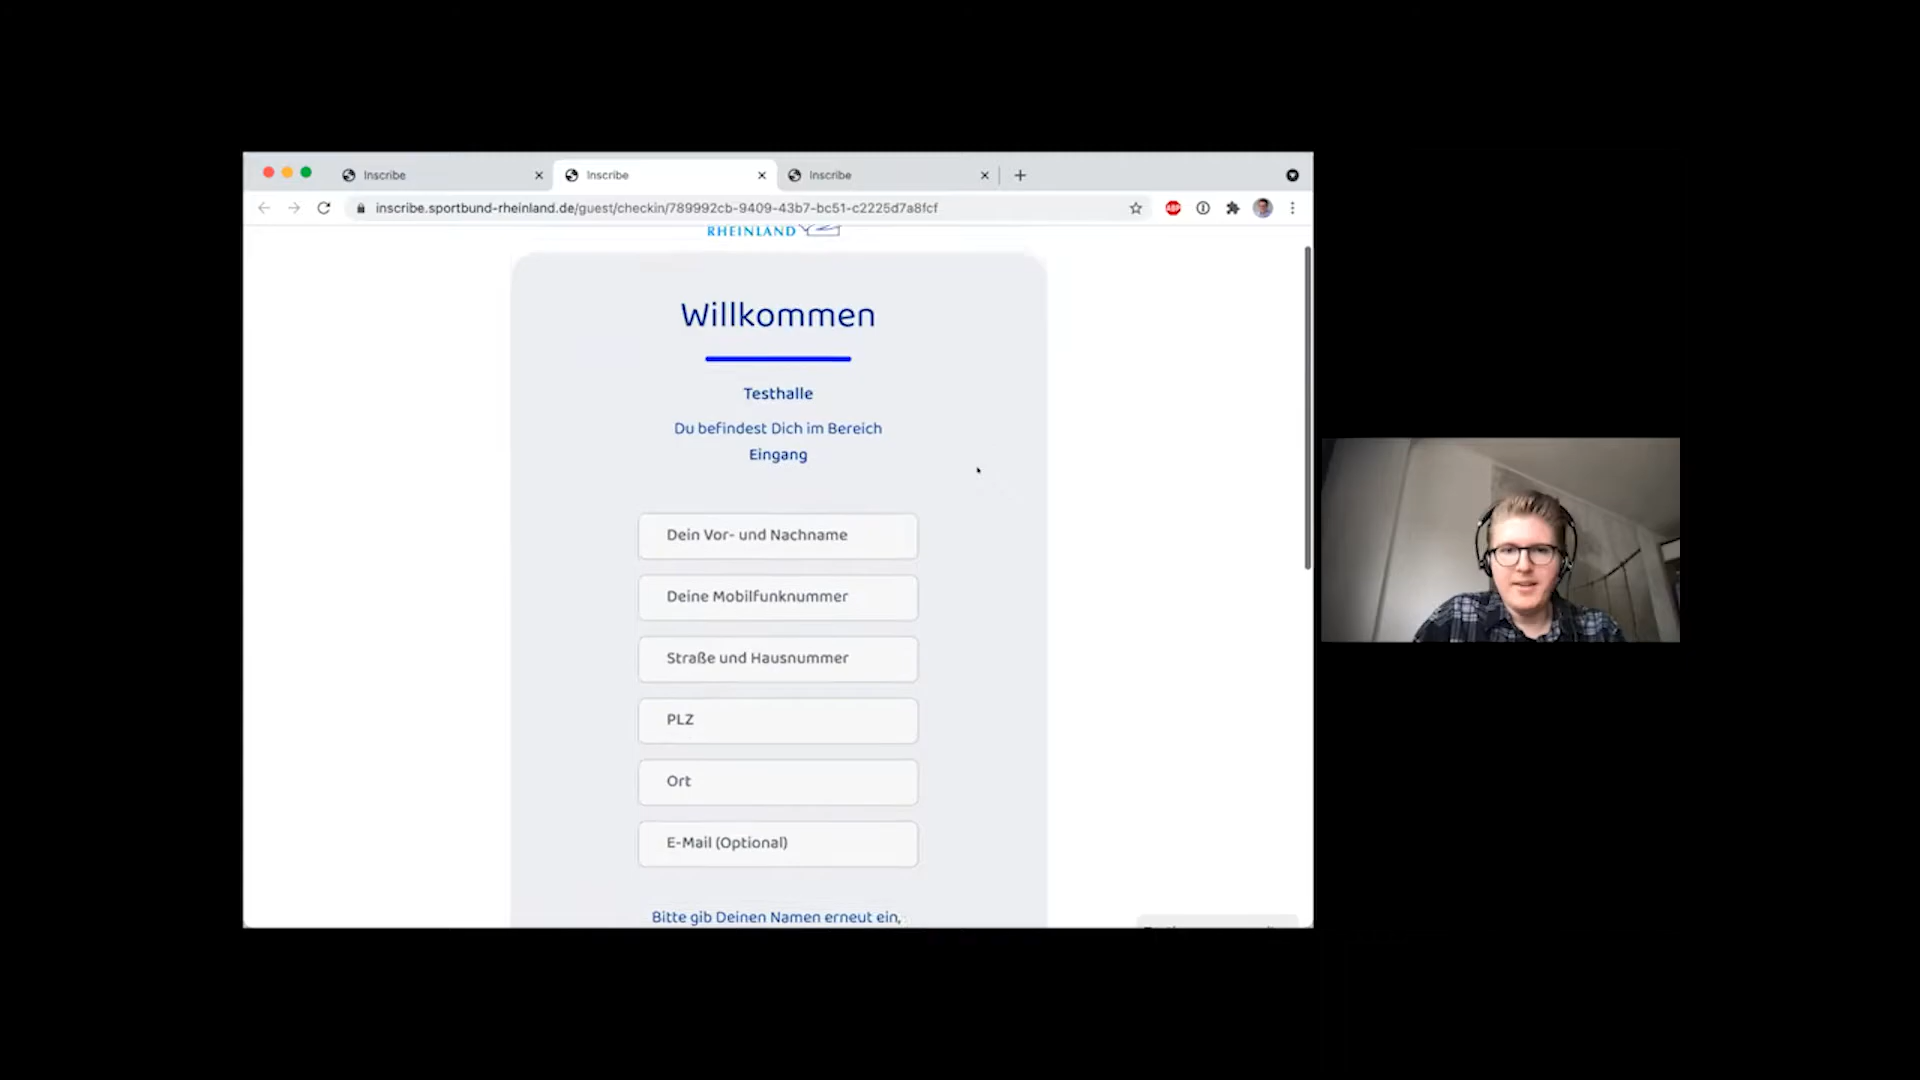 Inscribe
Inscribe
Inscribe
inscribe.sportbund-rheinland.de/guest/checkin/789992cb-9409-43b7-bc51-c2225d7a8fcf
ABP
RHEINLAND
Willkommen
Testhalle
Du befindest Dich im Bereich
Eingang
Dein Vor- und Nachname
Deine Mobilfunknummer
Straße und Hausnummer
PLZ
Ort
E-Mail (Optional)
Bitte gib Deinen Namen erneut ein,